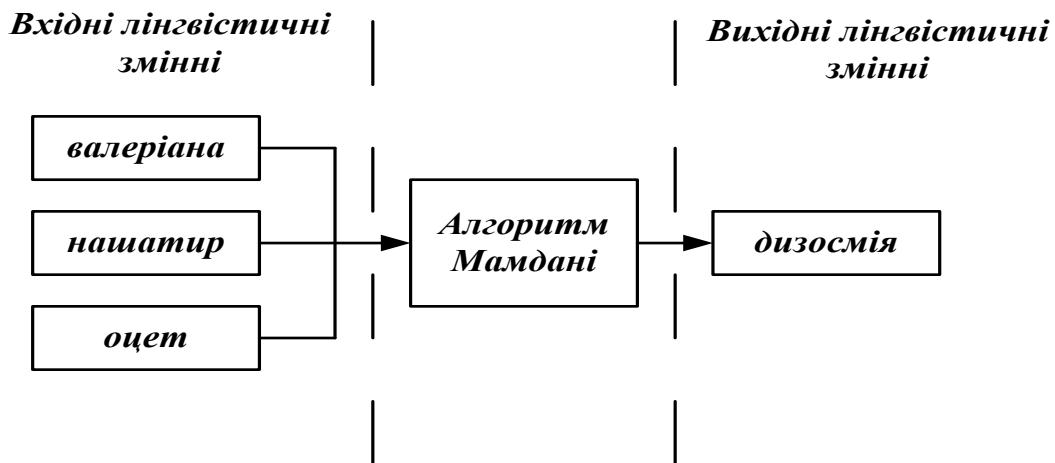 Вхідні лінгвістичні
змінні
Вихідні лінгвістичні
змінні
валеріана
нашатир
оцет
Алгоритм
Мамдані
дизосмія